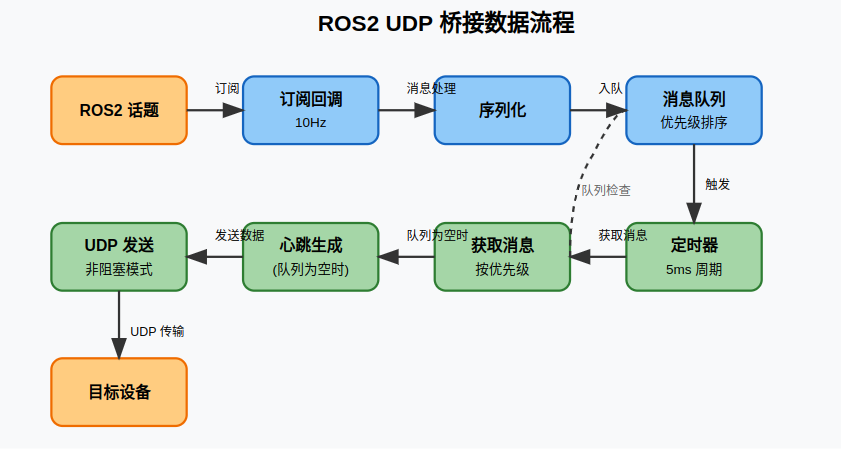 ROS2 UDP 桥接数据流程
订阅
消息处理
入队
ROS2 话题
订阅回调
10Hz
序列化
消息队列
优先级排序
触发
队列检查
发送数据
队列为空时
获取消息
UDP 发送
非阻塞模式
心跳生成
(队列为空时)
获取消息
按优先级
定时器
5ms 周期
UDP 传输
目标设备